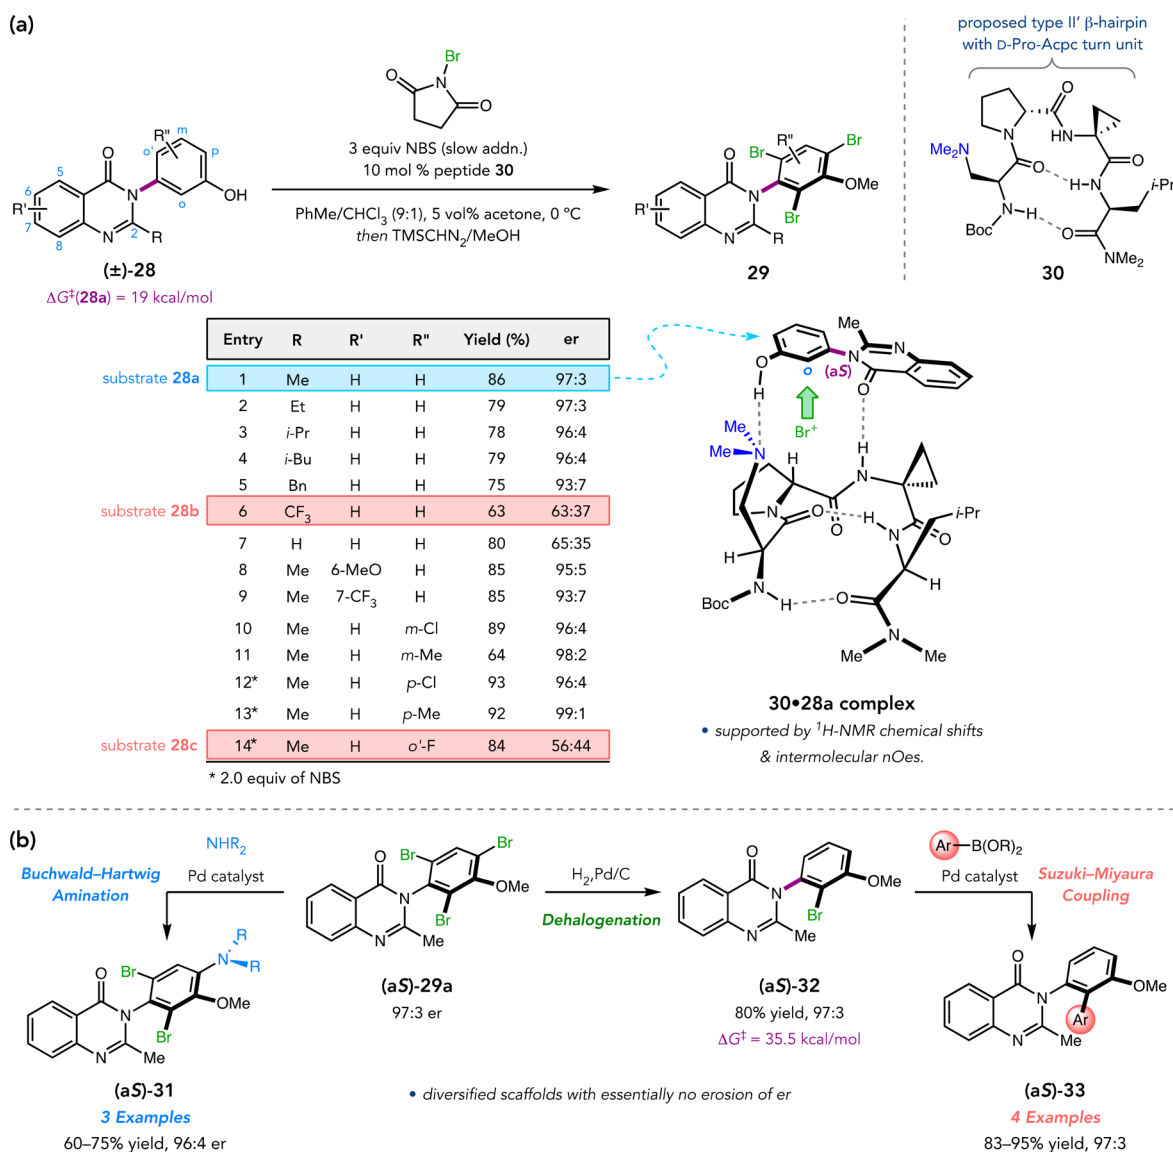 (a)
proposed type II' β-hairpin
with D-Pro-Acpc turn unit
Br
N
O
O
3 equiv NBS (slow addn.)
10 mol % peptide 30
PhMe/CHCl3 (9:1), 5 vol% acetone, 0 ºC
then TMSCHN2/MeOH
R''
m
o'
p
o
OH
O
5
6
R'
7
8
N
N
2
R
(±)-28
ΔG‡(28a) = 19 kcal/mol
R''
Br
Br
O
N
OMe
Br
R'
N
R
29
O
N
HN
Me2N
O
O
H
N
i-Pr
N
H
Boc
O
NMe2
30
Entry R R' R'' Yield (%) er
substrate 28a 1 Me H H 86 97:3
2 Et H H 79 97:3
3 i-Pr H H 78 96:4
4 i-Bu H H 79 96:4
5 Bn H H 75 93:7
substrate 28b 6 CF3 H H 63 63:37
7 H H H 80 65:35
8 Me 6-MeO H 85 95:5
9 Me 7-CF3 H 85 93:7
10 Me H m-Cl 89 96:4
11 Me H m-Me 64 98:2
12* Me H p-Cl 93 96:4
13* Me H p-Me 92 99:1
substrate 28c 14* Me H o'-F 84 56:44
* 2.0 equiv of NBS
Me
N
N
O
H
o
(aS)
O
Br+
Me
Me
N
H
H
N
N
O
O
H
N
i-Pr
O
H
H
N
H
Boc
O
N
Me
Me
30•28a complex
• supported by 1H-NMR chemical shifts
& intermolecular nOes.
(b)
NHR2
Buchwald–Hartwig
Amination
Pd catalyst
O
Br
Br
N
OMe
Br
N
Me
(aS)-29a
97:3 er
H2,Pd/C
Dehalogenation
O
N
OMe
Br
N
Me
(aS)-32
80% yield, 97:3
ΔG‡ = 35.5 kcal/mol
Ar
B(OR)2
Pd catalyst
Suzuki–Miyaura
Coupling
R
N
R
Br
O
N
OMe
Br
N
Me
(aS)-31
3 Examples
60–75% yield, 96:4 er
• diversified scaffolds with essentially no erosion of er
O
N
OMe
Ar
N
Me
(aS)-33
4 Examples
83–95% yield, 97:3